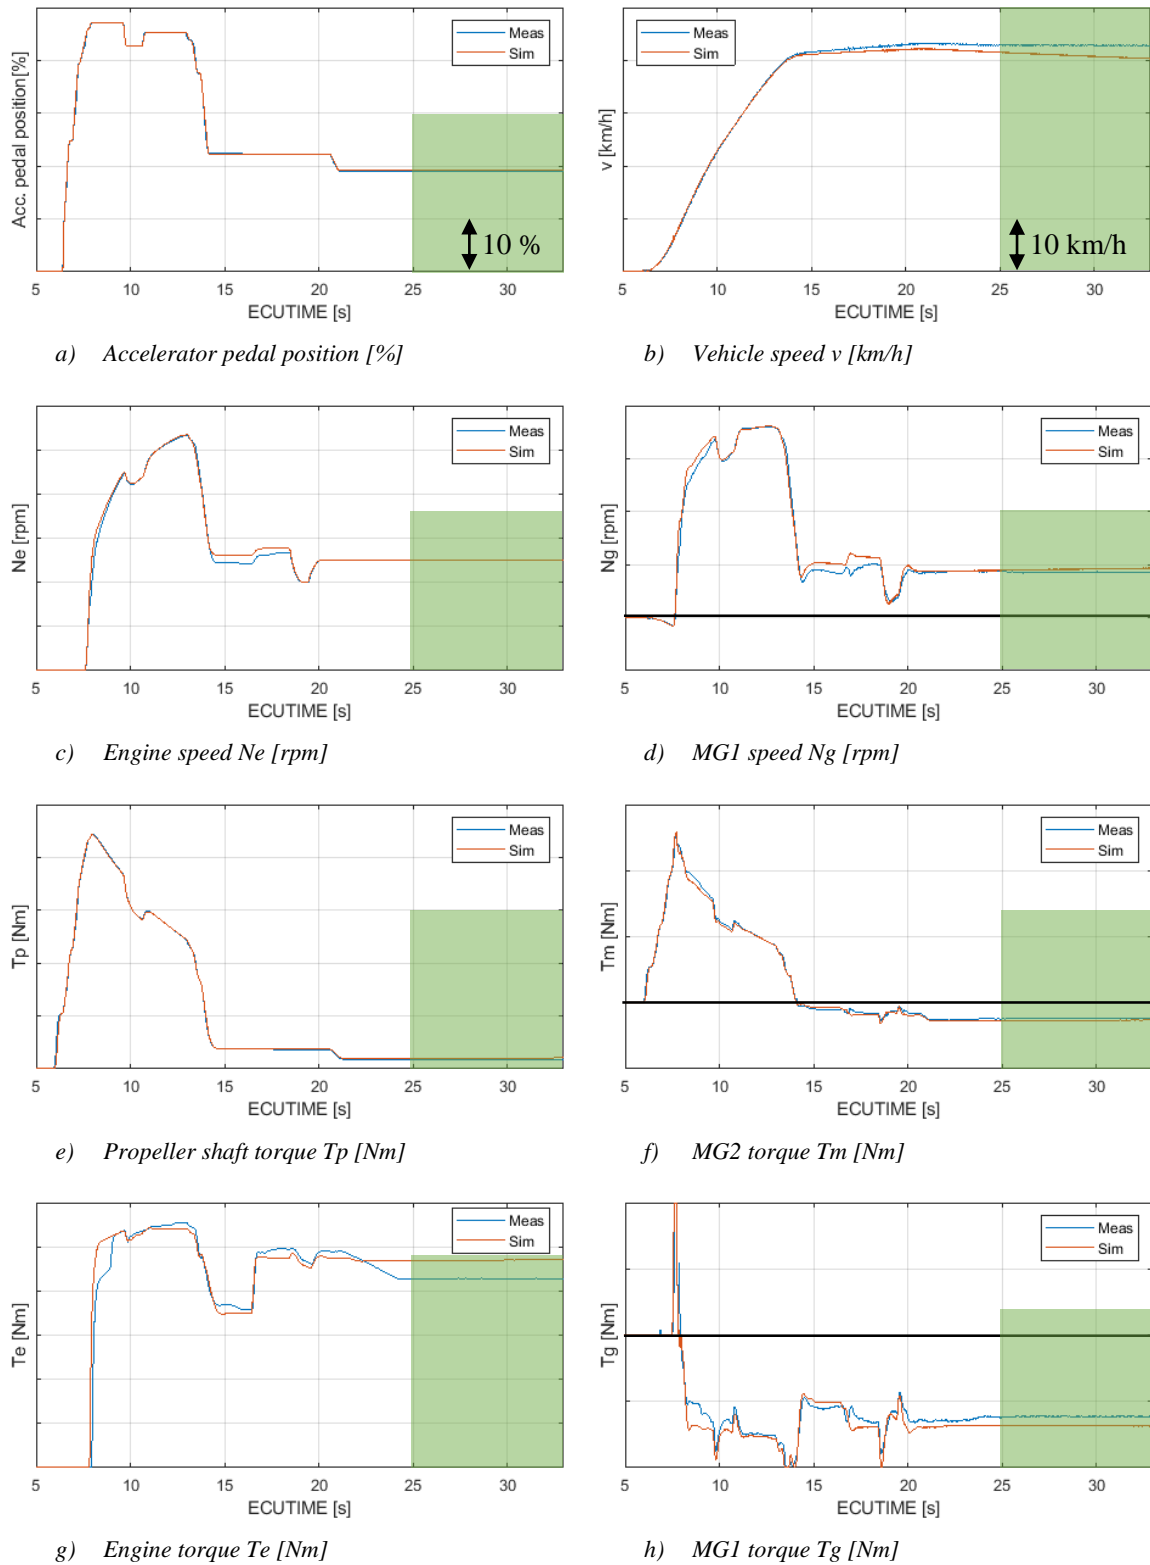 Acc. pedal position[%]
Meas
Sim
10 %
5 10 15 20 25 30
ECUTIME [s]
a) Accelerator pedal position [%]
v [km/h]
Meas
Sim
10 km/h
5 10 15 20 25 30
ECUTIME [s]
b) Vehicle speed v [km/h]
Ne [rpm]
Meas
Sim
5 10 15 20 25 30
ECUTIME [s]
c) Engine speed Ne [rpm]
Ng [rpm]
Meas
Sim
5 10 15 20 25 30
ECUTIME [s]
d) MG1 speed Ng [rpm]
Tp [Nm]
Meas
Sim
5 10 15 20 25 30
ECUTIME [s]
e) Propeller shaft torque Tp [Nm]
Tm [Nm]
Meas
Sim
5 10 15 20 25 30
ECUTIME [s]
f) MG2 torque Tm [Nm]
Te [Nm]
Meas
Sim
5 10 15 20 25 30
ECUTIME [s]
g) Engine torque Te [Nm]
Tg [Nm]
Meas
Sim
5 10 15 20 25 30
ECUTIME [s]
h) MG1 torque Tg [Nm]